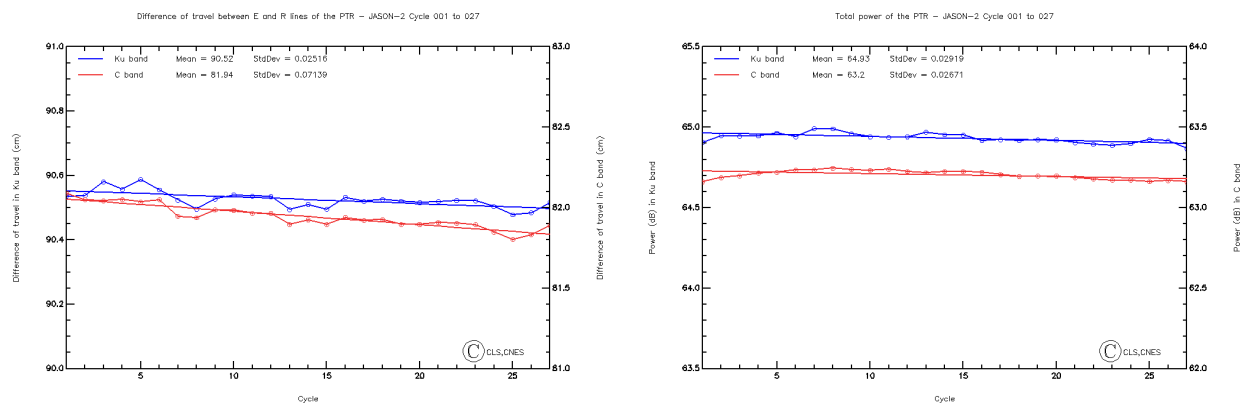 Difference of travel between E and R lines of the PTR - JASON-2 Cycle 001 to 027
91.0
90.8
90.6
90.4
90.2
90.0
83.0
82.5
82.0
81.5
81.0
Ku band Mean = 90.52 StdDev = 0.02516
C band Mean = 81.94 StdDev = 0.07139
Difference of travel in Ku band (cm)
Difference of travel in C band (cm)
© CLS,CNES
5 10 15 20 25
Cycle
Total power of the PTR - JASON-2 Cycle 001 to 027
65.5
65.0
64.5
64.0
63.5
64.0
63.5
63.0
62.5
62.0
Ku band Mean = 64.93 StdDev = 0.02919
C band Mean = 63.2 StdDev = 0.02671
Power (dB) in Ku band
Power (dB) in C band
© CLS,CNES
5 10 15 20 25
Cycle